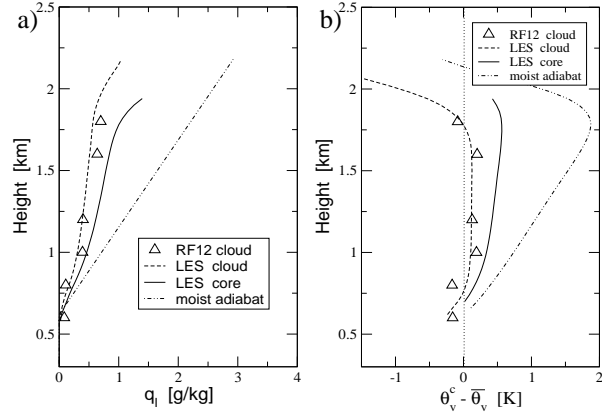 a)
2.5
2
1.5
1
0.5
Height [km]
0
1
2
3
4
q_l [g/kg]
RF12 cloud
LES cloud
LES core
moist adiabat
b)
2.5
2
1.5
1
0.5
Height [km]
-1
0
1
2
θ_v^c - θ̅_v̅ [K]
RF12 cloud
LES cloud
LES core
moist adiabat